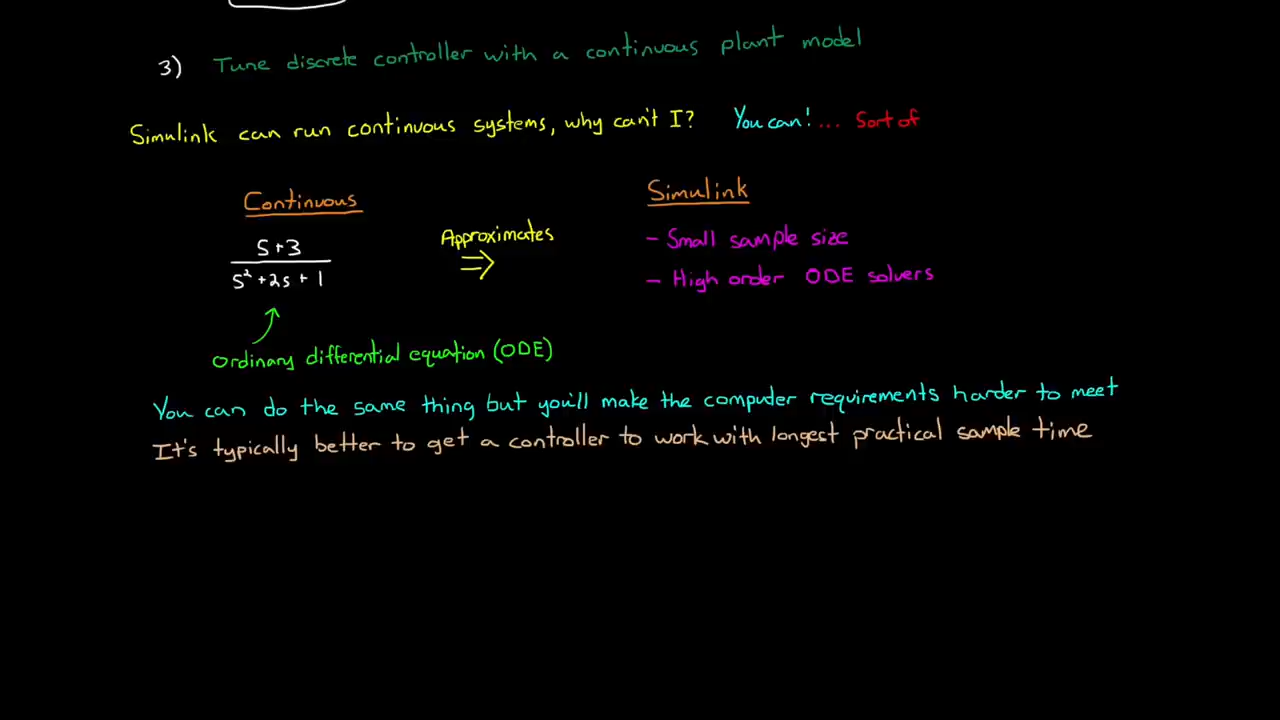 3) Tune discrete controller with a continuous plant model
Simulink can run continuous systems, why can't I? You can! ... Sort of
Continuous
Simulink
S+3
S²+2s+1
Approximates
⇒
- Small sample size
- High order ODE solvers
Ordinary differential equation (ODE)
You can do the same thing but you'll make the computer requirements harder to meet
It's typically better to get a controller to work with longest practical sample time